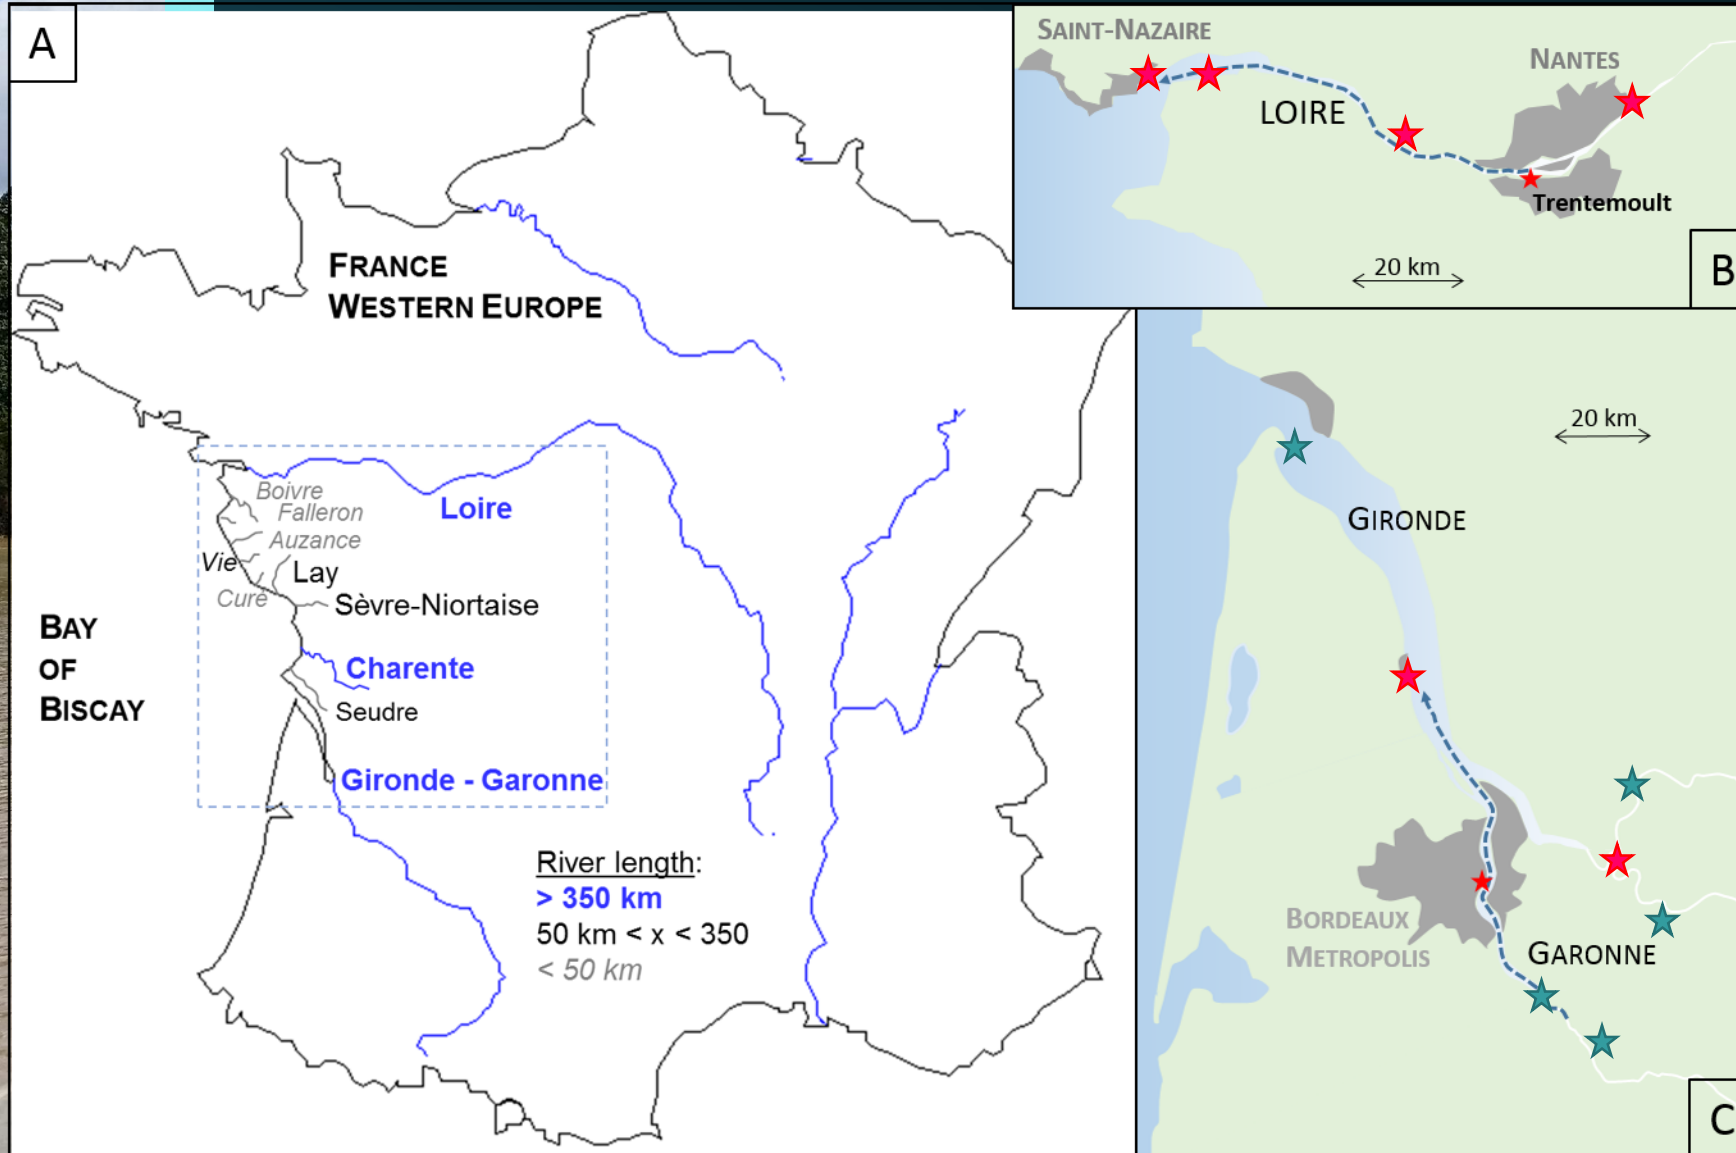 A
FRANCE
WESTERN EUROPE
Boivre
Falleron
Loire
Auzance
Vie
Lay
Curé
Sèvre-Niortaise
BAY
OF
BISCAY
Charente
Seudre
Gironde - Garonne
River length:
> 350 km
50 km < x < 350
< 50 km
SAINT-NAZAIRE
NANTES
LOIRE
Trentemoult
20 km
B
20 km
GIRONDE
BORDEAUX
METROPOLIS
GARONNE
C